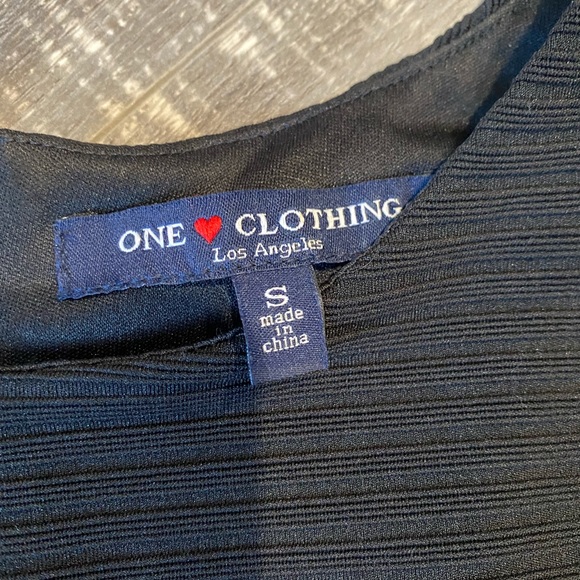 ONE ❤ CLOTHING
Los Angeles
S
made
in
china